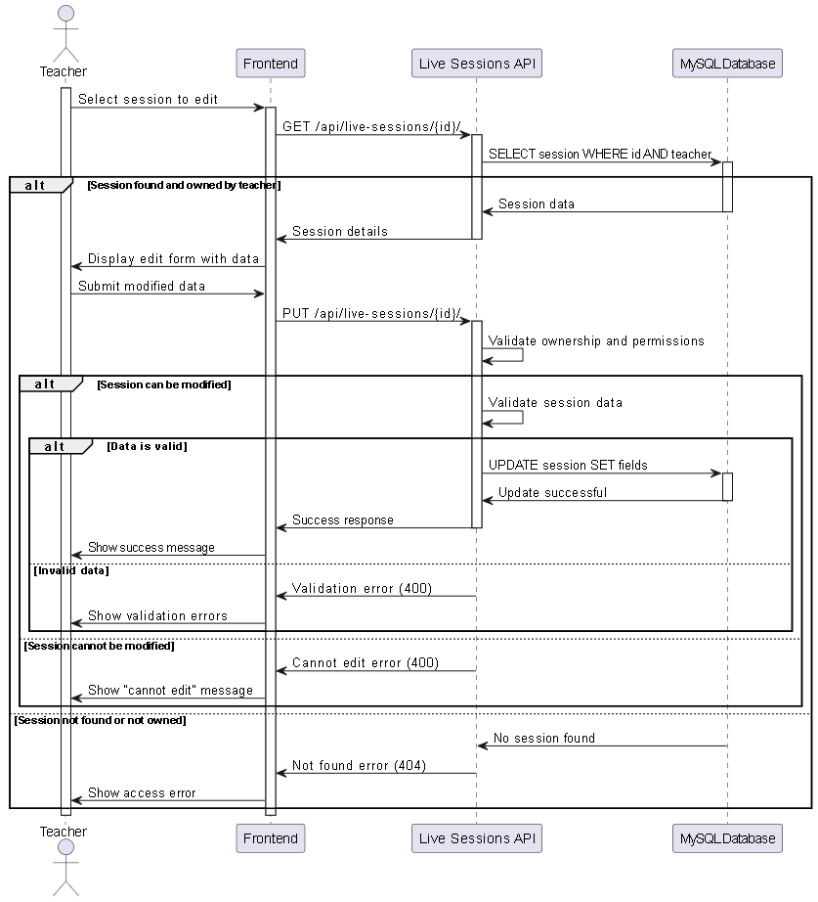 Teacher
Frontend
Live Sessions API
MySQLDatabase
Select session to edit
GET /api/live-sessions/{id}/
SELECT session WHERE id AND teacher
alt
[Session found and owned by teacher]
Session data
Session details
Display edit form with data
Submit modified data
PUT /api/live-sessions/{id}/
Validate ownership and permissions
alt
[Session can be modified]
Validate session data
alt
[Data is valid]
UPDATE session SET fields
Update successful
Success response
Show success message
[Invalid data]
Validation error (400)
Show validation errors
[Session cannot be modified]
Cannot edit error (400)
Show "cannot edit" message
[Session not found or not owned]
No session found
Not found error (404)
Show access error
Teacher
Frontend
Live Sessions API
MySQLDatabase